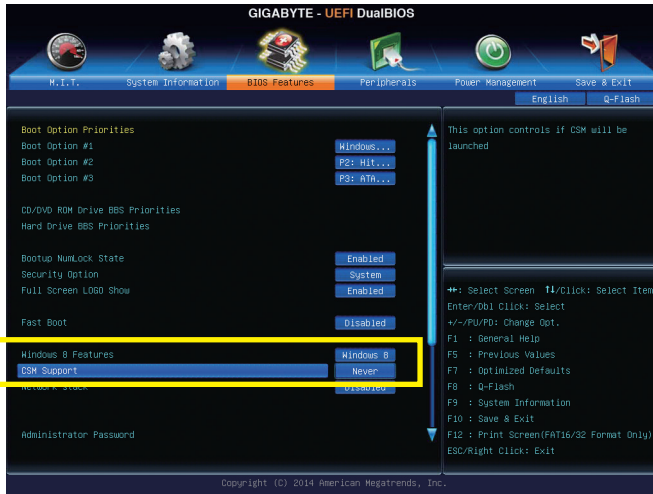 GIGABYTE - UEFI DualBIOS
M.I.T. System Information BIOS Features Peripherals Power Management Save & Exit
English Q-Flash
Boot Option Priorities
Boot Option #1 Windows...
Boot Option #2 P2: Hit...
Boot Option #3 P3: ATA...
CD/DVD ROM Drive BBS Priorities
Hard Drive BBS Priorities
Bootup NumLock State Enabled
Security Option System
Full Screen LOGO Show Enabled
Fast Boot Disabled
Windows 8 Features Windows 8
CSM Support Never
Network Stack Disabled
Administrator Password
This option controls if CSM will be
launched
→←: Select Screen ↑↓/Click: Select Item
Enter/Dbl Click: Select
+/-/PU/PD: Change Opt.
F1 : General Help
F5 : Previous Values
F7 : Optimized Defaults
F8 : Q-Flash
F9 : System Information
F10 : Save & Exit
F12 : Print Screen(FAT16/32 Format Only)
ESC/Right Click: Exit
Copyright (C) 2014 American Megatrends, Inc.